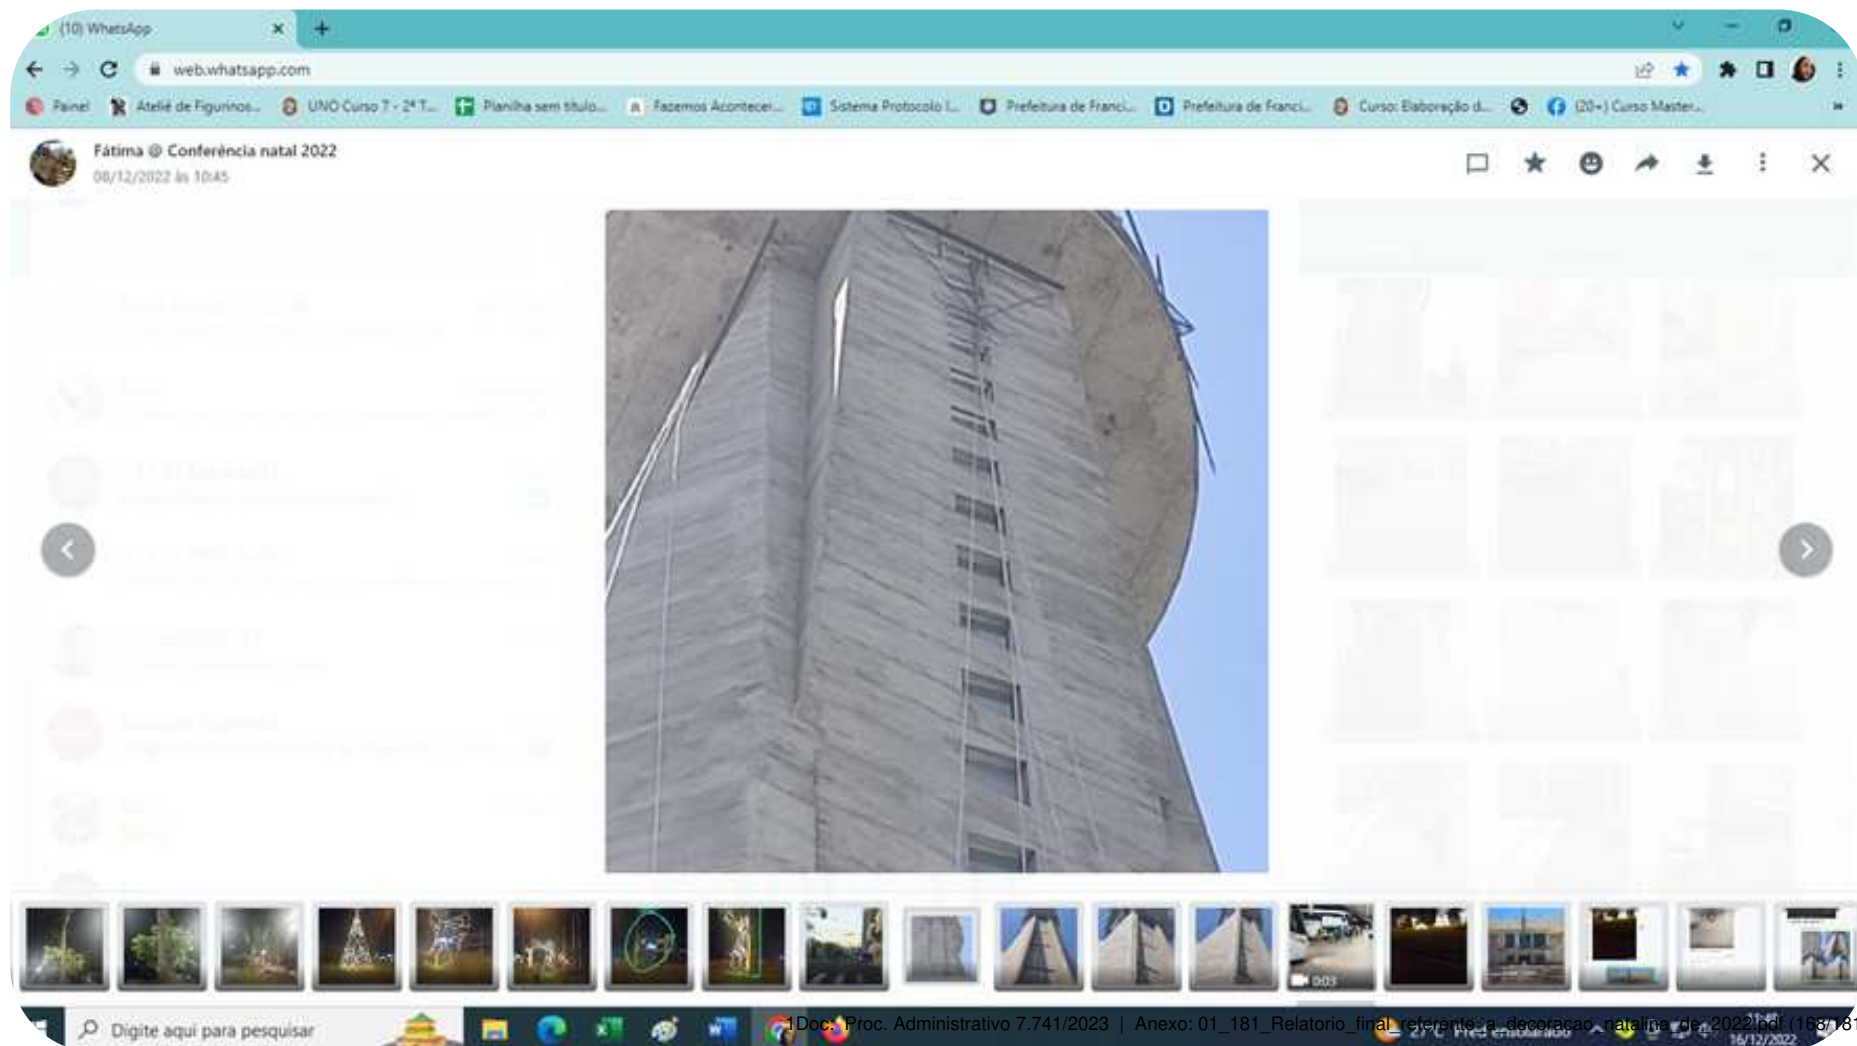 (10) WhatsApp
web.whatsapp.com
Painel
Ateliê de Figurinos...
UNO Curso 7 - 2ª T...
Planilha sem título...
Fazemos Acontecer...
Sistema Protocolo I...
Prefeitura de Franci...
Prefeitura de Franci...
Curso: Elaboração d...
(20+) Curso Master...
Fátima @ Conferência natal 2022
08/12/2022 às 10:45
0:03
Digite aqui para pesquisar
1Doc: Proc. Administrativo 7.741/2023 | Anexo: 01_181_Relatorio_final_referente_a_decoracao_natalina_de_2022.pdf (168/181
27°C
16/12/2022